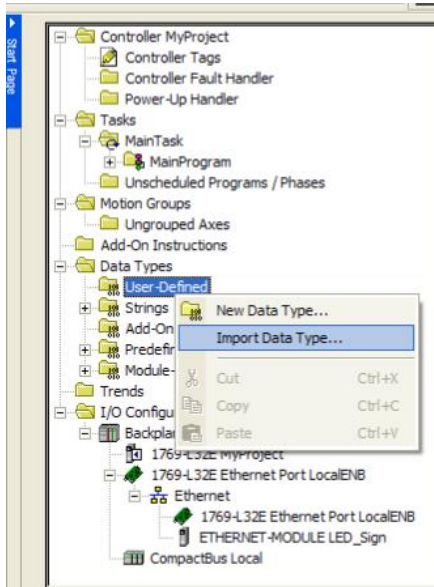 Start Page
Controller MyProject
Controller Tags
Controller Fault Handler
Power-Up Handler
Tasks
MainTask
MainProgram
Unscheduled Programs / Phases
Motion Groups
Ungrouped Axes
Add-On Instructions
Data Types
User-Defined
Strings
New Data Type...
Add-On
Import Data Type...
Predefi
Module-
Cut Ctrl+X
Trends
Copy Ctrl+C
I/O Configu
Paste Ctrl+V
Backpla
1769-L32E MyProject
1769-L32E Ethernet Port LocalENB
Ethernet
1769-L32E Ethernet Port LocalENB
ETHERNET-MODULE LED_Sign
CompactBus Local